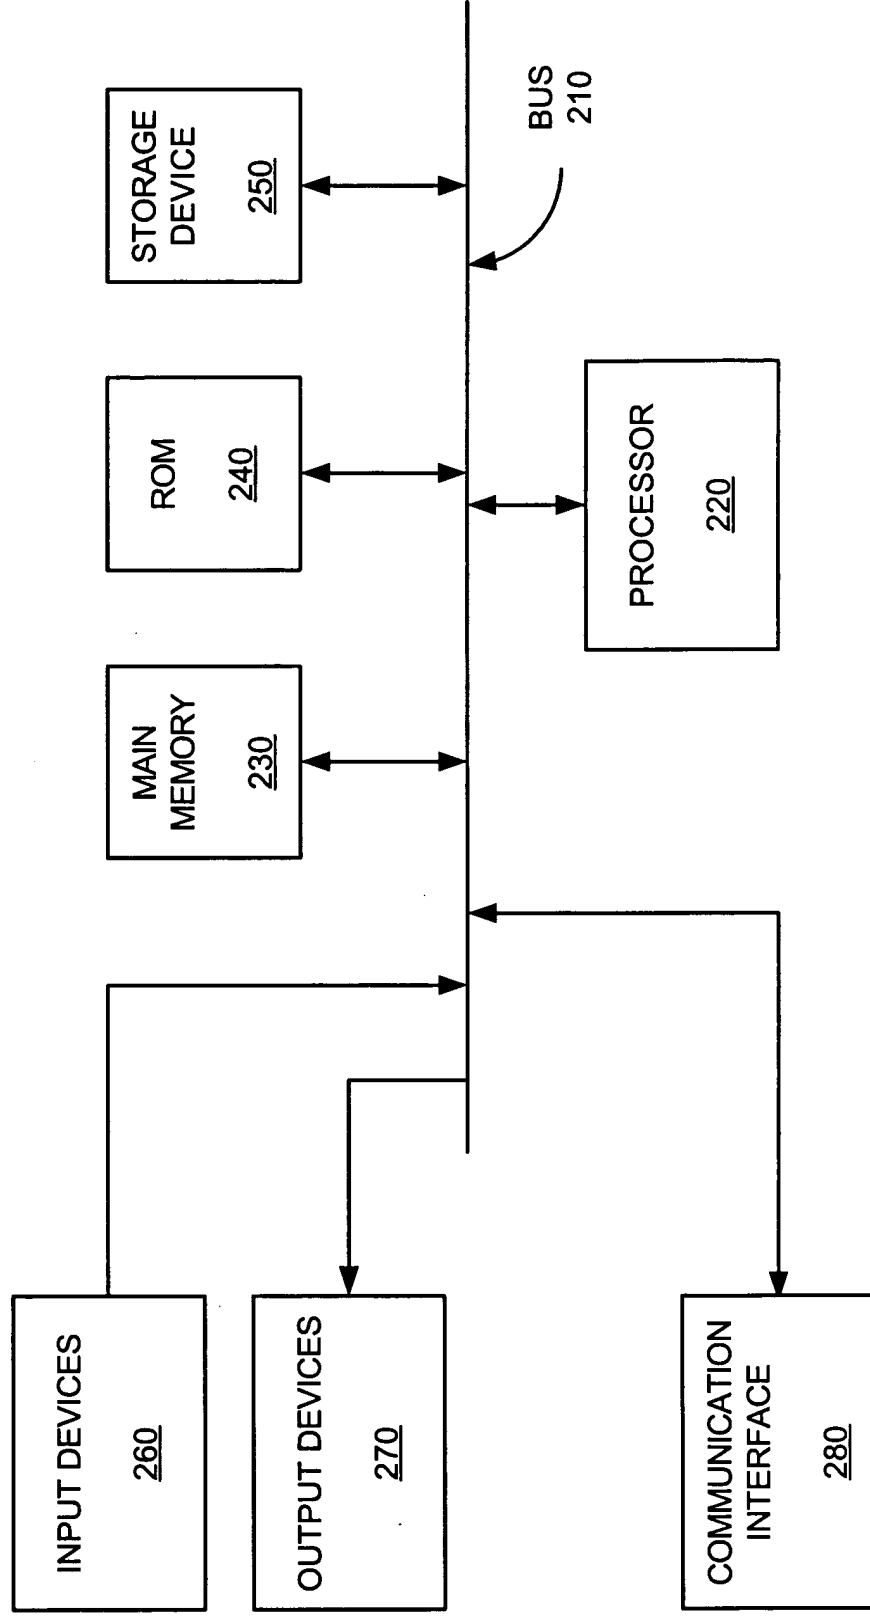 INPUT DEVICES
260
OUTPUT DEVICES
270
COMMUNICATION
INTERFACE
280
MAIN
MEMORY
230
ROM
240
STORAGE
DEVICE
250
PROCESSOR
220
BUS
210